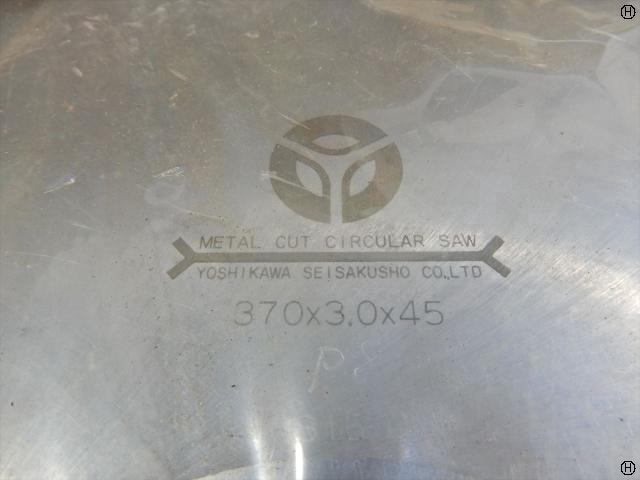 METAL CUT CIRCULAR SAW
YOSHIKAWA SEISAKUSHO CO.,LTD
370x3.0x45
H
H